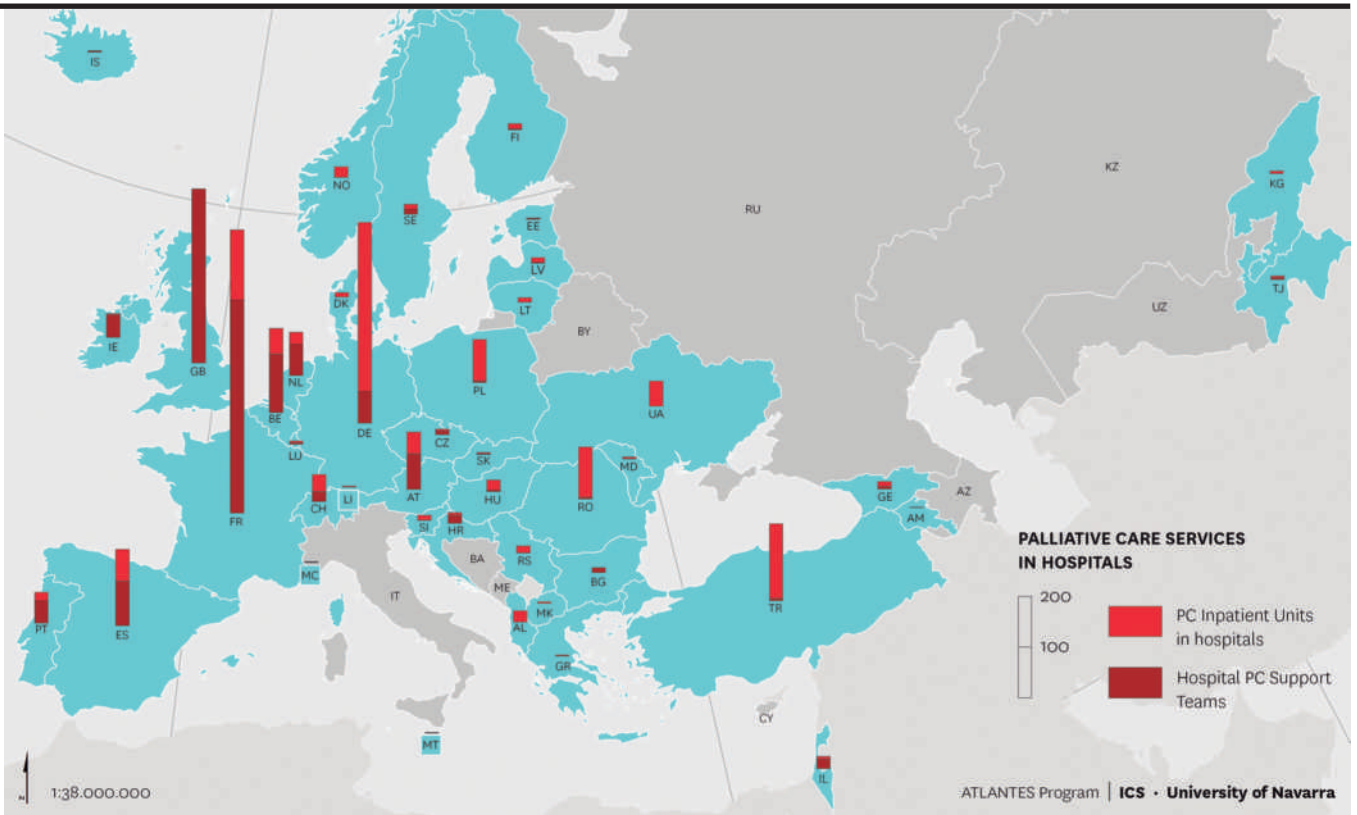 IS
FI
NO
KZ
KG
RU
SE
EE
LV
TJ
DK
LT
UZ
IE
BY
GB
NL
PL
BE
UA
DE
CZ
LU
SK
MD
AT
LI
HU
CH
RO
GE
AZ
FR
SI
HR
AM
RS
BA
MC
BG
ME
IT
MK
TR
PT
AL
ES
GR
CY
MT
IL
PALLIATIVE CARE SERVICES
IN HOSPITALS
200
100
PC Inpatient Units
in hospitals
Hospital PC Support
Teams
N
1:38.000.000
ATLANTES Program | ICS · University of Navarra